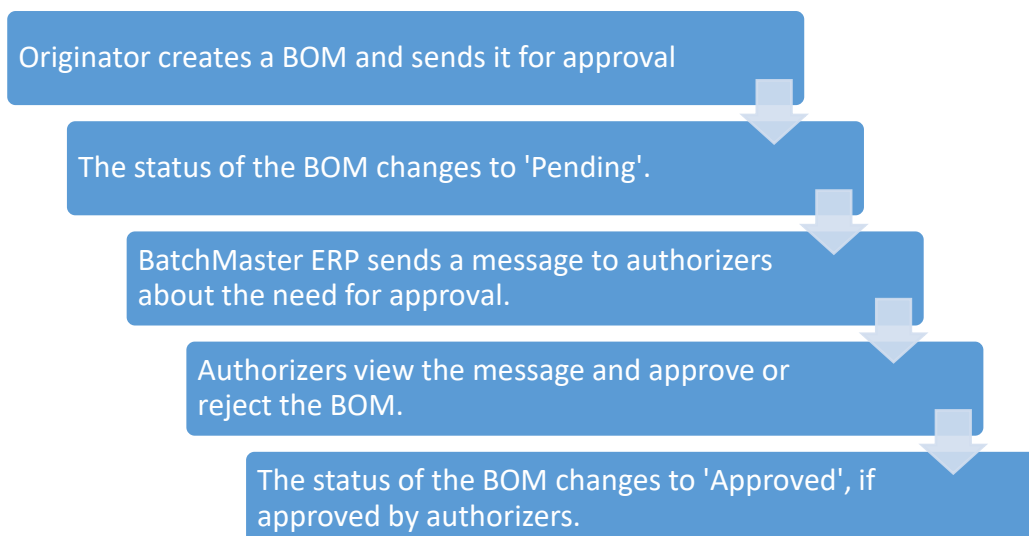 Originator creates a BOM and sends it for approval
The status of the BOM changes to 'Pending'.
BatchMaster ERP sends a message to authorizers
about the need for approval.
Authorizers view the message and approve or
reject the BOM.
The status of the BOM changes to 'Approved', if
approved by authorizers.